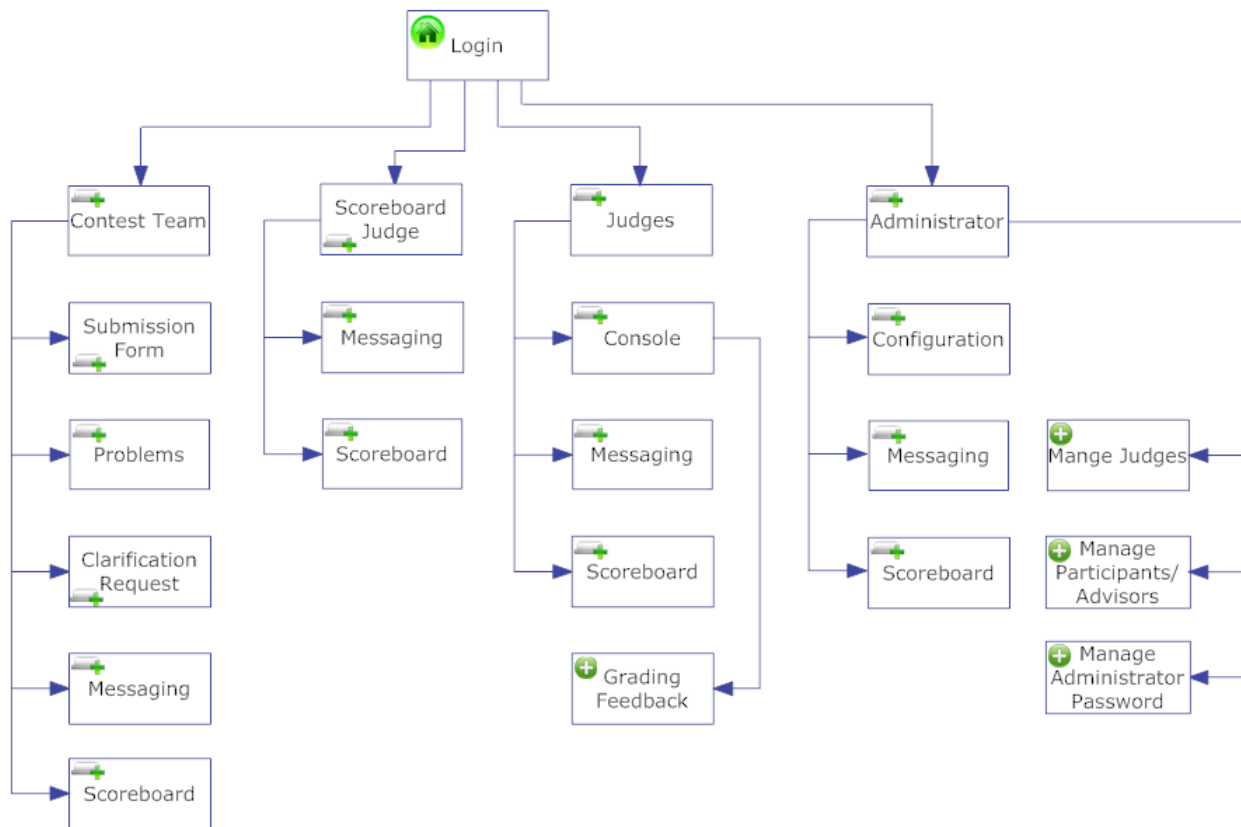 Login
Contest Team
Submission
Form
Problems
Clarification
Request
Messaging
Scoreboard
Scoreboard
Judge
Messaging
Scoreboard
Judges
Console
Messaging
Scoreboard
Grading
Feedback
Administrator
Configuration
Messaging
Scoreboard
Mange Judges
Manage
Participants/
Advisors
Manage
Administrator
Password